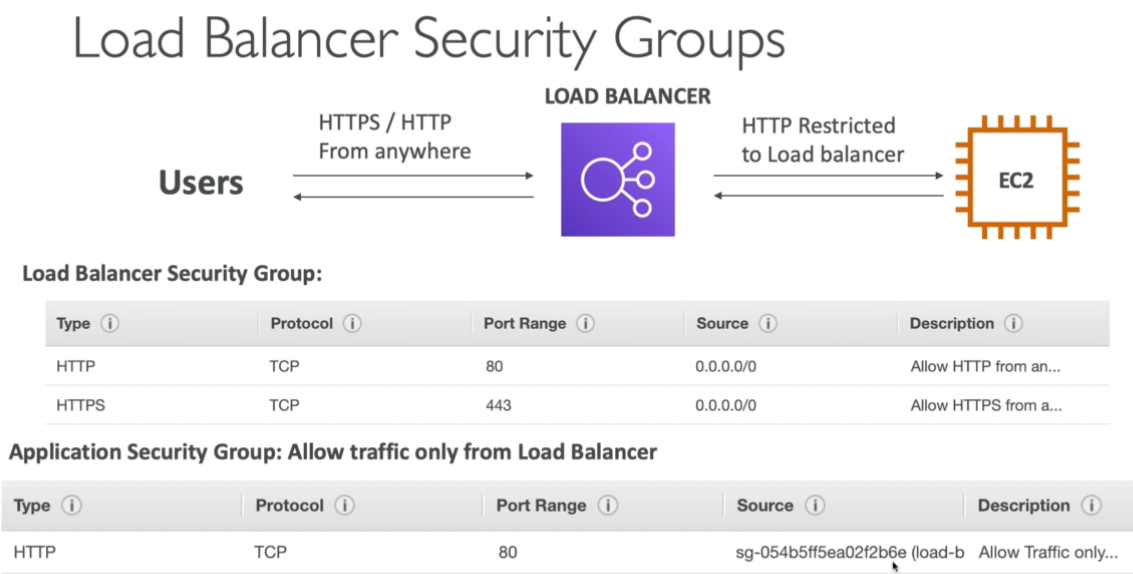 Load Balancer Security Groups
LOAD BALANCER
HTTPS / HTTP
From anywhere
HTTP Restricted
to Load balancer
Users
EC2
Load Balancer Security Group:
Type Protocol Port Range Source Description
HTTP TCP 80 0.0.0.0/0 Allow HTTP from an...
HTTPS TCP 443 0.0.0.0/0 Allow HTTPS from a...
Application Security Group: Allow traffic only from Load Balancer
Type Protocol Port Range Source Description
HTTP TCP 80 sg-054b5ff5ea02f2b6e (load-b Allow Traffic only...